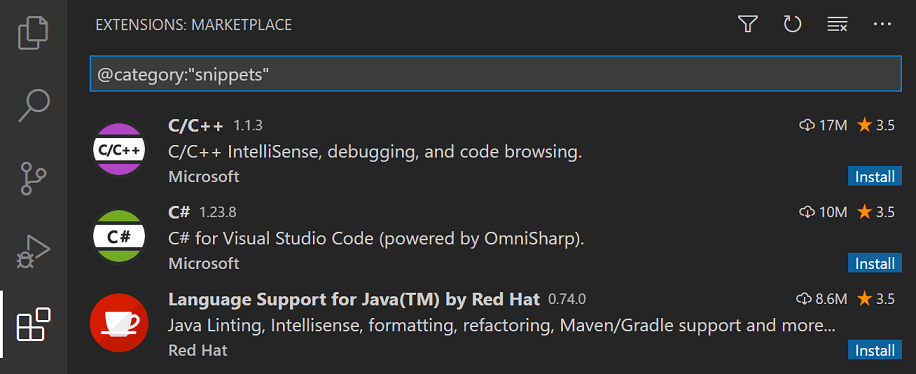 EXTENSIONS: MARKETPLACE
@category:"snippets"
C/C++ 1.1.3 17M 3.5
C/C++
C/C++ IntelliSense, debugging, and code browsing.
Microsoft Install
C# 1.23.8 10M 3.5
C#
C# for Visual Studio Code (powered by OmniSharp).
Microsoft Install
Language Support for Java(TM) by Red Hat 0.74.0 8.6M 3.5
Java Linting, Intellisense, formatting, refactoring, Maven/Gradle support and more...
Red Hat Install